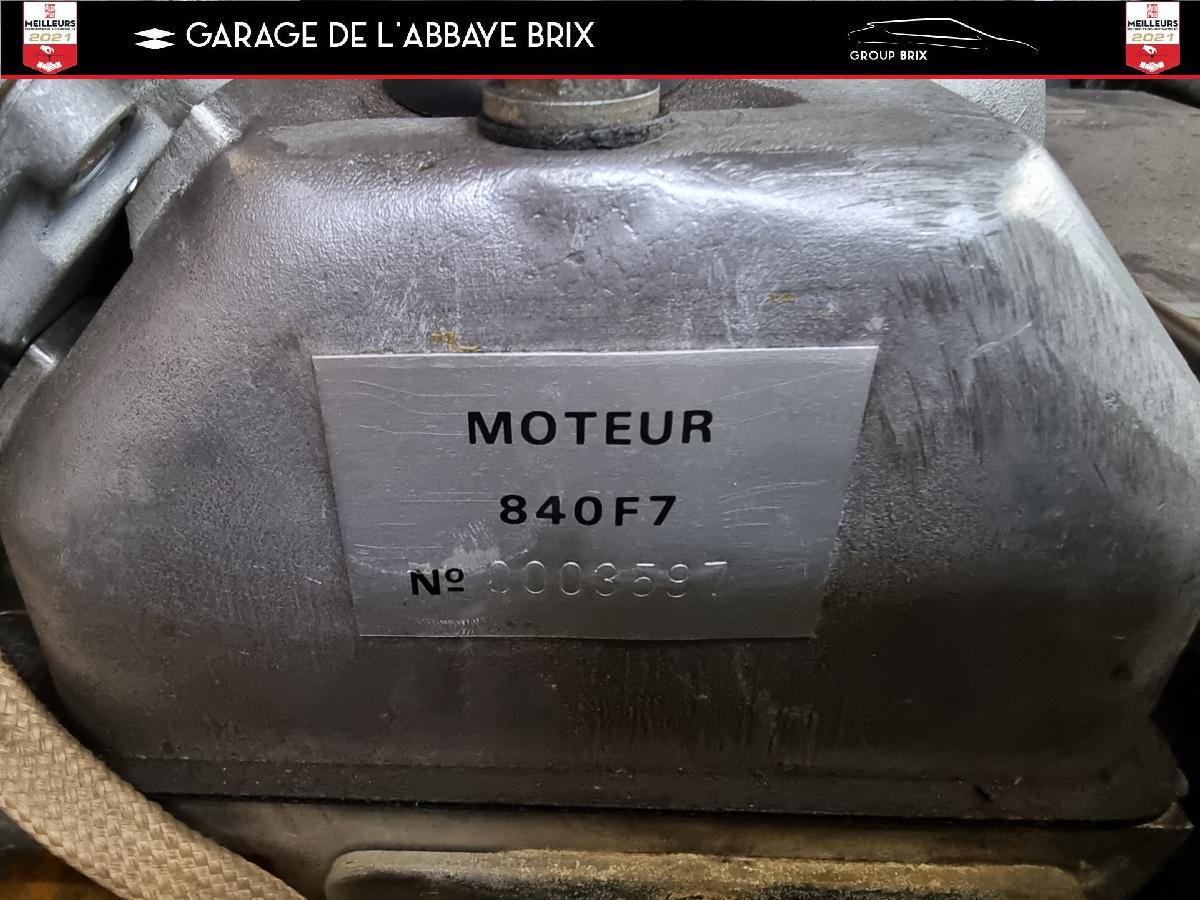 MEILLEURS
2021
GARAGE DE L'ABBAYE BRIX
GROUP BRIX
MEILLEURS
2021
MOTEUR
840F7
Nº 0003597